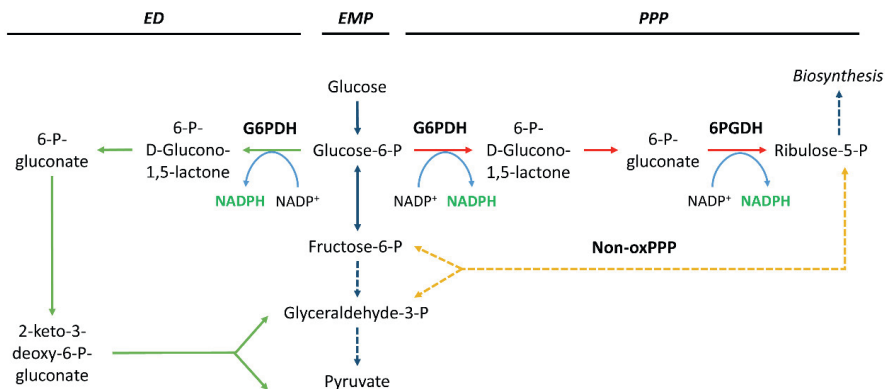 ED
EMP
PPP
Glucose
Biosynthesis
G6PDH
G6PDH
6PGDH
6-P-
gluconate
6-P-
D-Glucono-
1,5-lactone
Glucose-6-P
6-P-
D-Glucono-
1,5-lactone
6-P-
gluconate
Ribulose-5-P
NADPH
NADP+
NADP+
NADPH
NADP+
NADPH
Fructose-6-P
Non-oxPPP
Glyceraldehyde-3-P
2-keto-3-
deoxy-6-P-
gluconate
Pyruvate